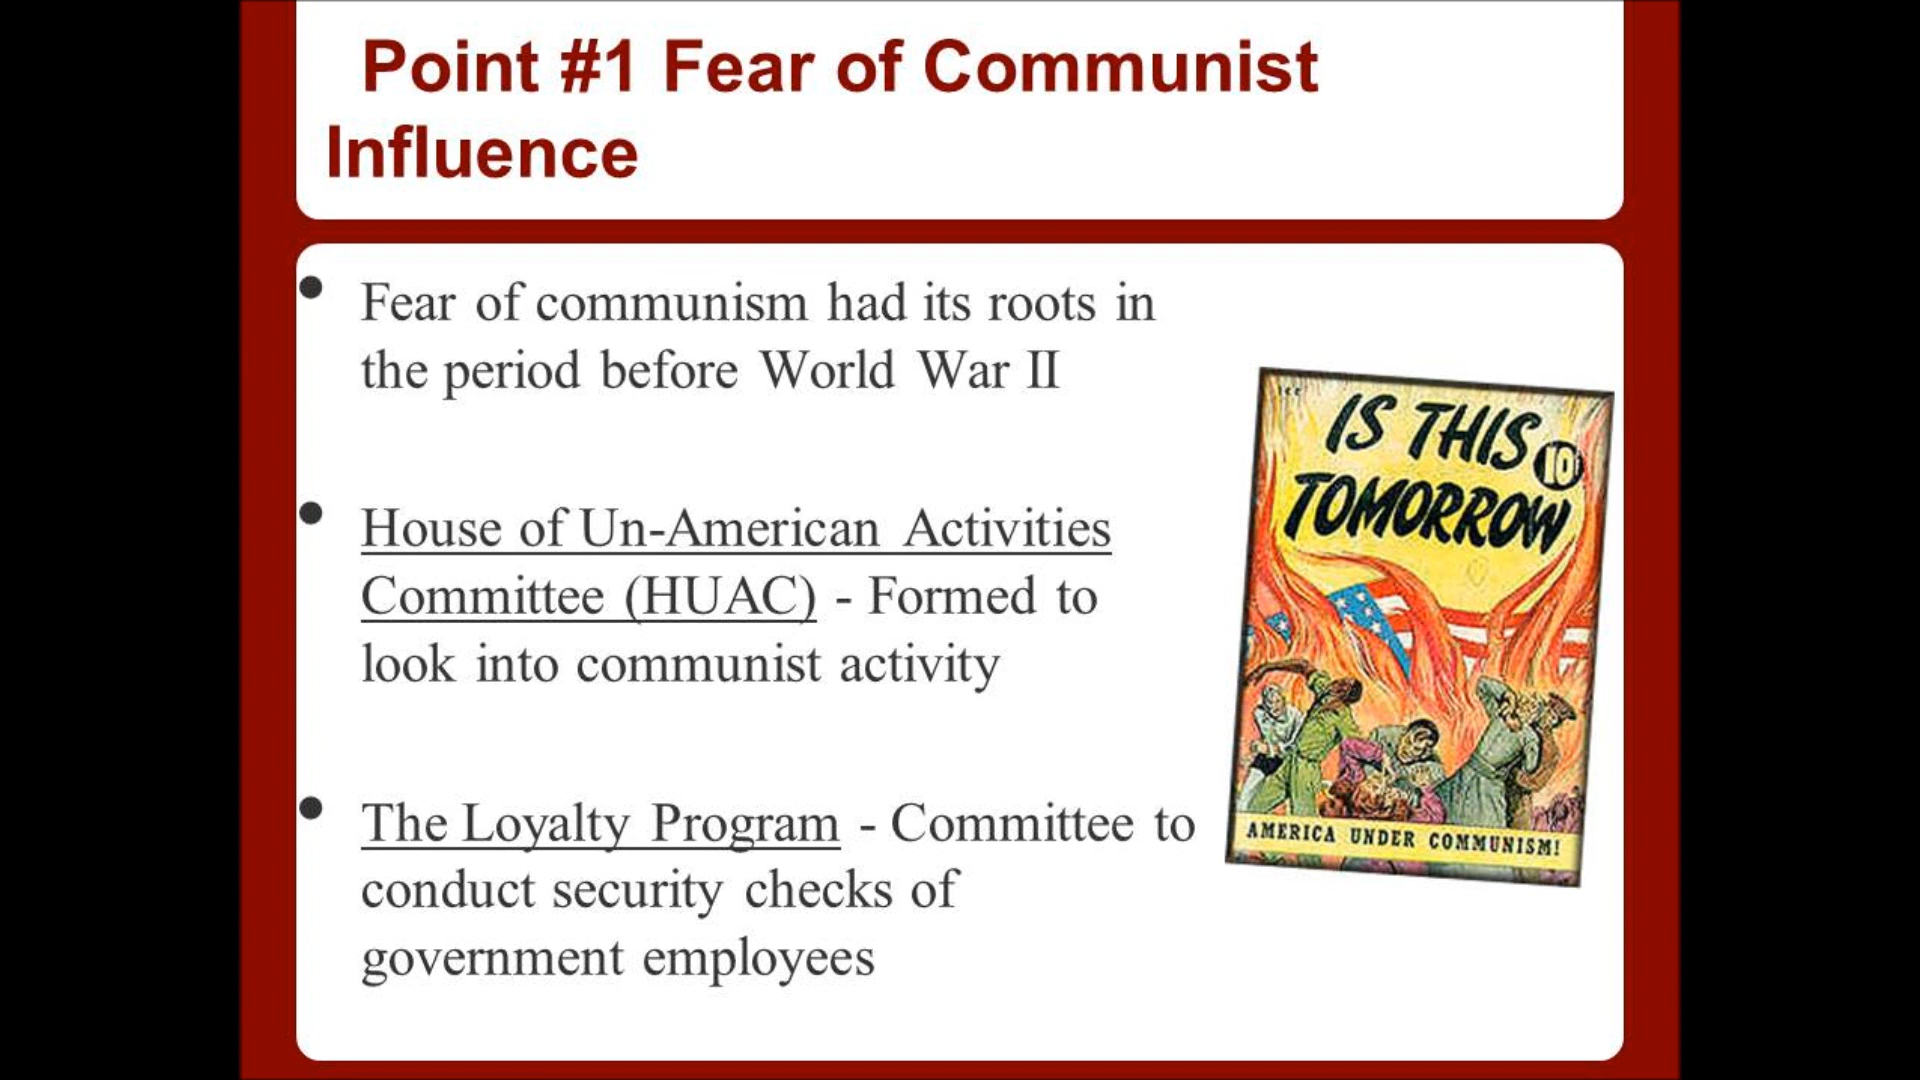 Point #1 Fear of Communist
Influence
• Fear of communism had its roots in
the period before World War II
• House of Un-American Activities
Committee (HUAC) - Formed to
look into communist activity
• The Loyalty Program - Committee to
conduct security checks of
government employees
IS THIS
10¢
TOMORROW
AMERICA UNDER COMMUNISM!